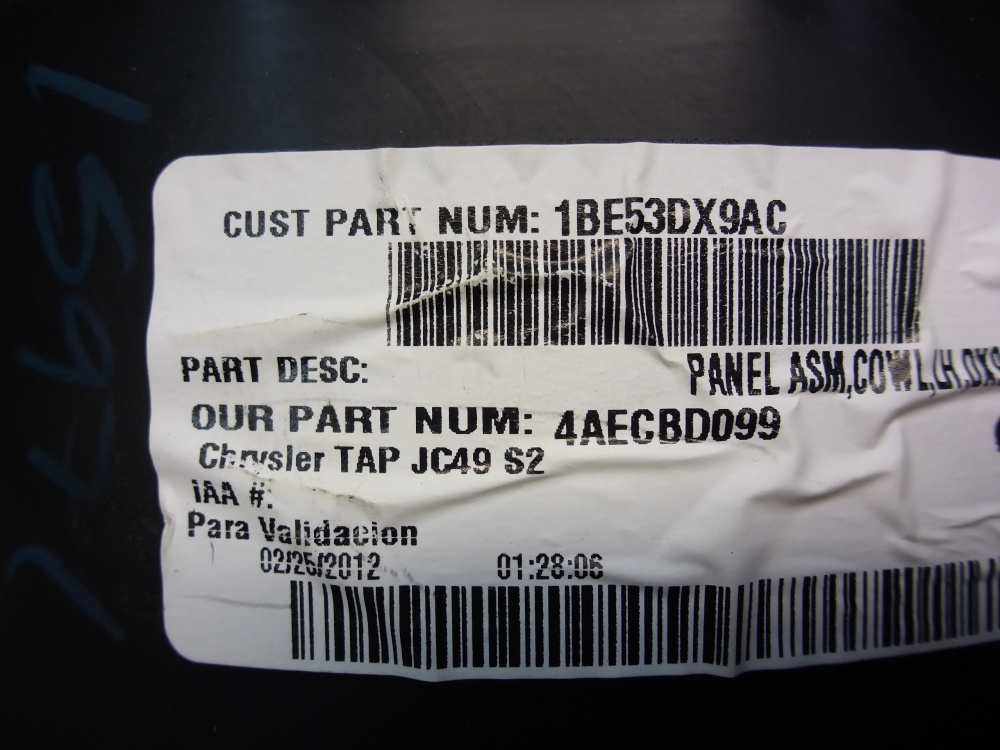 CUST PART NUM: 1BE53DX9AC
PART DESC: PANEL ASM,COWL,LH,DX9
OUR PART NUM: 4AECBD099
Chrysler TAP JC49 S2
IAA #:
Para Validacion
02/25/2012 01:28:06